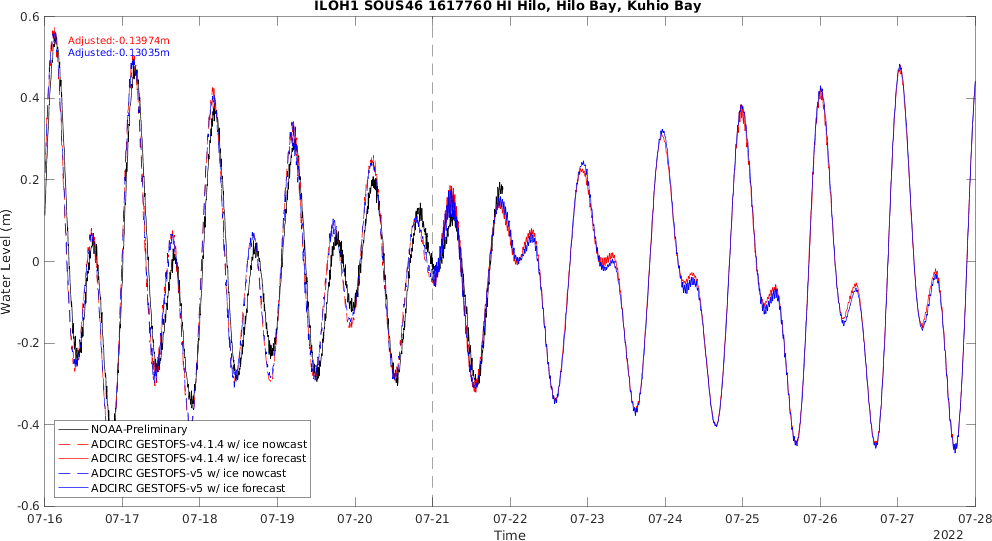 ILOH1 SOUS46 1617760 HI Hilo, Hilo Bay, Kuhio Bay
Adjusted:-0.13974m
Adjusted:-0.13035m
Water Level (m)
0.6
0.4
0.2
0
-0.2
-0.4
-0.6
NOAA-Preliminary
ADCIRC GESTOFS-v4.1.4 w/ ice nowcast
ADCIRC GESTOFS-v4.1.4 w/ ice forecast
ADCIRC GESTOFS-v5 w/ ice nowcast
ADCIRC GESTOFS-v5 w/ ice forecast
07-16 07-17 07-18 07-19 07-20 07-21 07-22 07-23 07-24 07-25 07-26 07-27 07-28
Time
2022